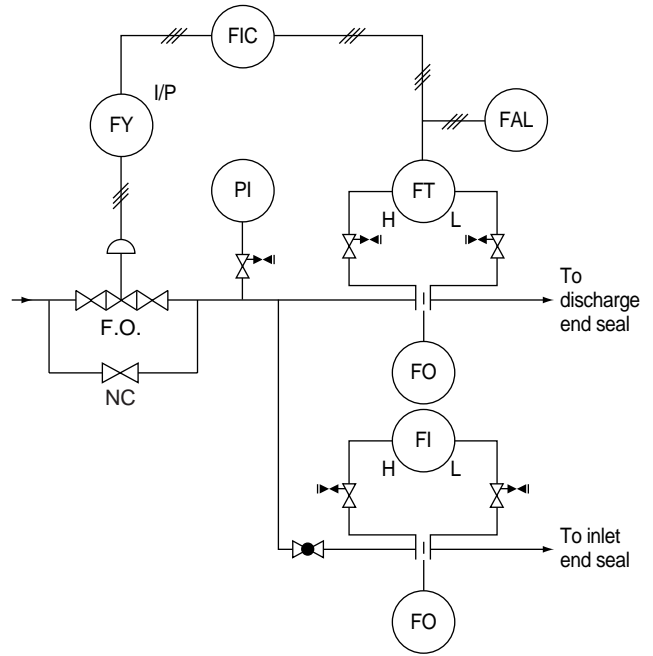 FIC
I/P
FY
FAL
PI
FT
H
L
To
discharge
end seal
F.O.
NC
FO
FI
H
L
To inlet
end seal
FO